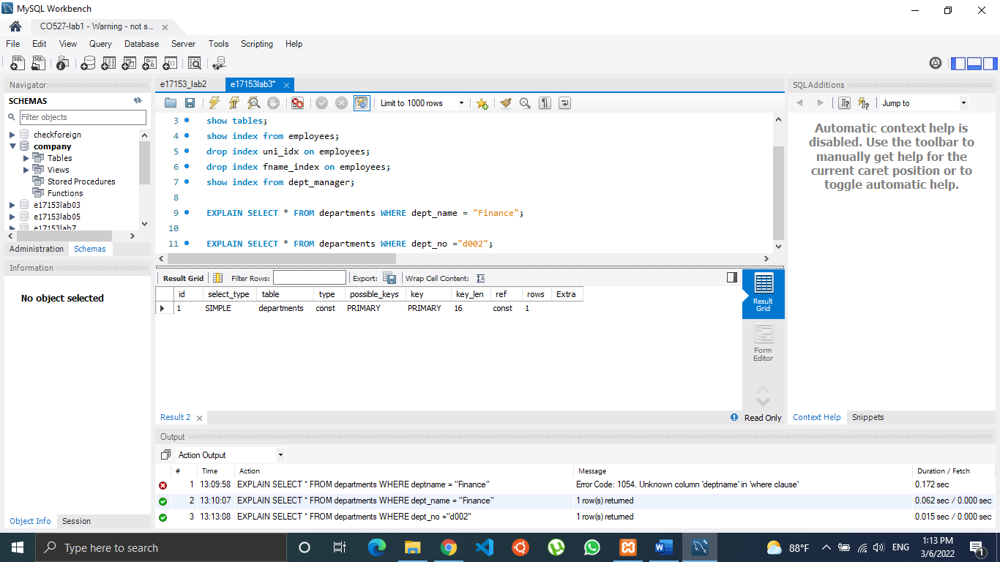 MySQL Workbench
CO527-lab1 - Warning - not s...
File Edit View Query Database Server Tools Scripting Help
Navigator
SCHEMAS
Filter objects
checkforeign
company
Tables
Views
Stored Procedures
Functions
e17153lab03
e17153lab05
e17153lab7
Administration Schemas
Information
No object selected
Object Info Session
e17153_lab2 e17153lab3*
Limit to 1000 rows
3 show tables;
4 show index from employees;
5 drop index uni_idx on employees;
6 drop index fname_index on employees;
7 show index from dept_manager;
8
9 EXPLAIN SELECT * FROM departments WHERE dept_name = "Finance";
10
11 EXPLAIN SELECT * FROM departments WHERE dept_no ="d002";
Result Grid Filter Rows: Export: Wrap Cell Content:
id select_type table type possible_keys key key_len ref rows Extra
1 SIMPLE departments const PRIMARY PRIMARY 16 const 1
Result
Grid
Form
Editor
Result 2
Read Only
SQLAdditions
Jump to
Automatic context help is
disabled. Use the toolbar to
manually get help for the
current caret position or to
toggle automatic help.
Context Help Snippets
Output
Action Output
# Time Action Message Duration / Fetch
1 13:09:58 EXPLAIN SELECT * FROM departments WHERE deptname = "Finance" Error Code: 1054. Unknown column 'deptname' in 'where clause' 0.172 sec
2 13:10:07 EXPLAIN SELECT * FROM departments WHERE dept_name = "Finance" 1 row(s) returned 0.062 sec / 0.000 sec
3 13:13:08 EXPLAIN SELECT * FROM departments WHERE dept_no ="d002" 1 row(s) returned 0.015 sec / 0.000 sec
Type here to search
88°F
ENG
1:13 PM
3/6/2022
1